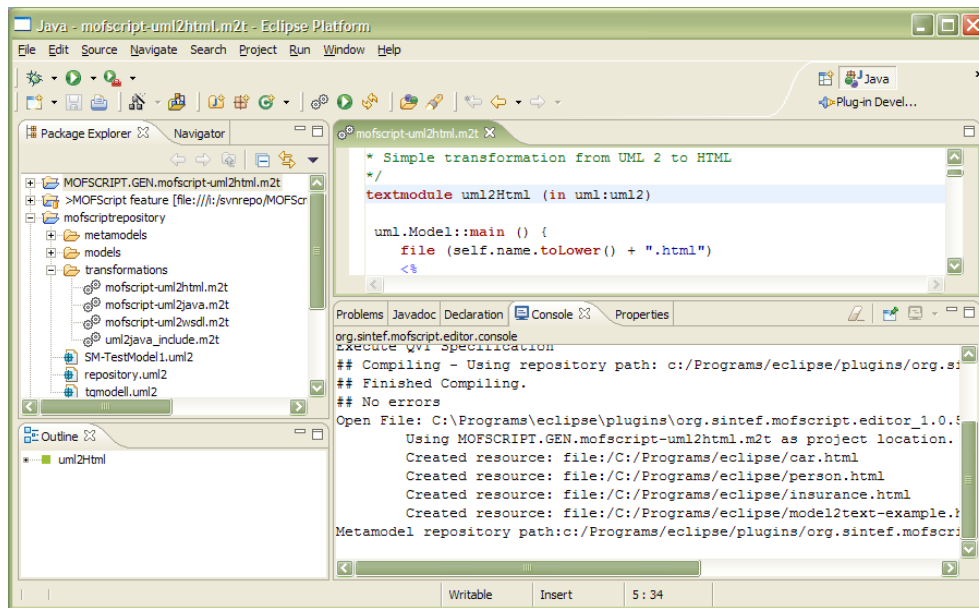 Java - mofscript-uml2html.m2t - Eclipse Platform
File Edit Source Navigate Search Project Run Window Help
Java
Plug-in Devel...
Package Explorer Navigator
MOFSCRIPT.GEN.mofscript-uml2html.m2t
>MOFScript feature [file:///i:/svnrepo/MOFScr
mofscriptrepository
metamodels
models
transformations
mofscript-uml2html.m2t
mofscript-uml2java.m2t
mofscript-uml2wsdl.m2t
uml2java_include.m2t
SM-TestModel1.uml2
repository.uml2
tgmodell.uml2
Outline
uml2Html
mofscript-uml2html.m2t
* Simple transformation from UML 2 to HTML
*/
textmodule uml2Html (in uml:uml2)
uml.Model::main () {
file (self.name.toLower() + ".html")
<%
Problems Javadoc Declaration Console Properties
org.sintef.mofscript.editor.console
Execute QVT Specification
## Compiling - Using repository path: c:/Programs/eclipse/plugins/org.si
## Finished Compiling.
## No errors
Open File: C:\Programs\eclipse\plugins\org.sintef.mofscript.editor_1.0.5
Using MOFSCRIPT.GEN.mofscript-uml2html.m2t as project location.
Created resource: file:/C:/Programs/eclipse/car.html
Created resource: file:/C:/Programs/eclipse/person.html
Created resource: file:/C:/Programs/eclipse/insurance.html
Created resource: file:/C:/Programs/eclipse/model2text-example.h
Metamodel repository path:c:/Programs/eclipse/plugins/org.sintef.mofscri
Writable Insert 5 : 34